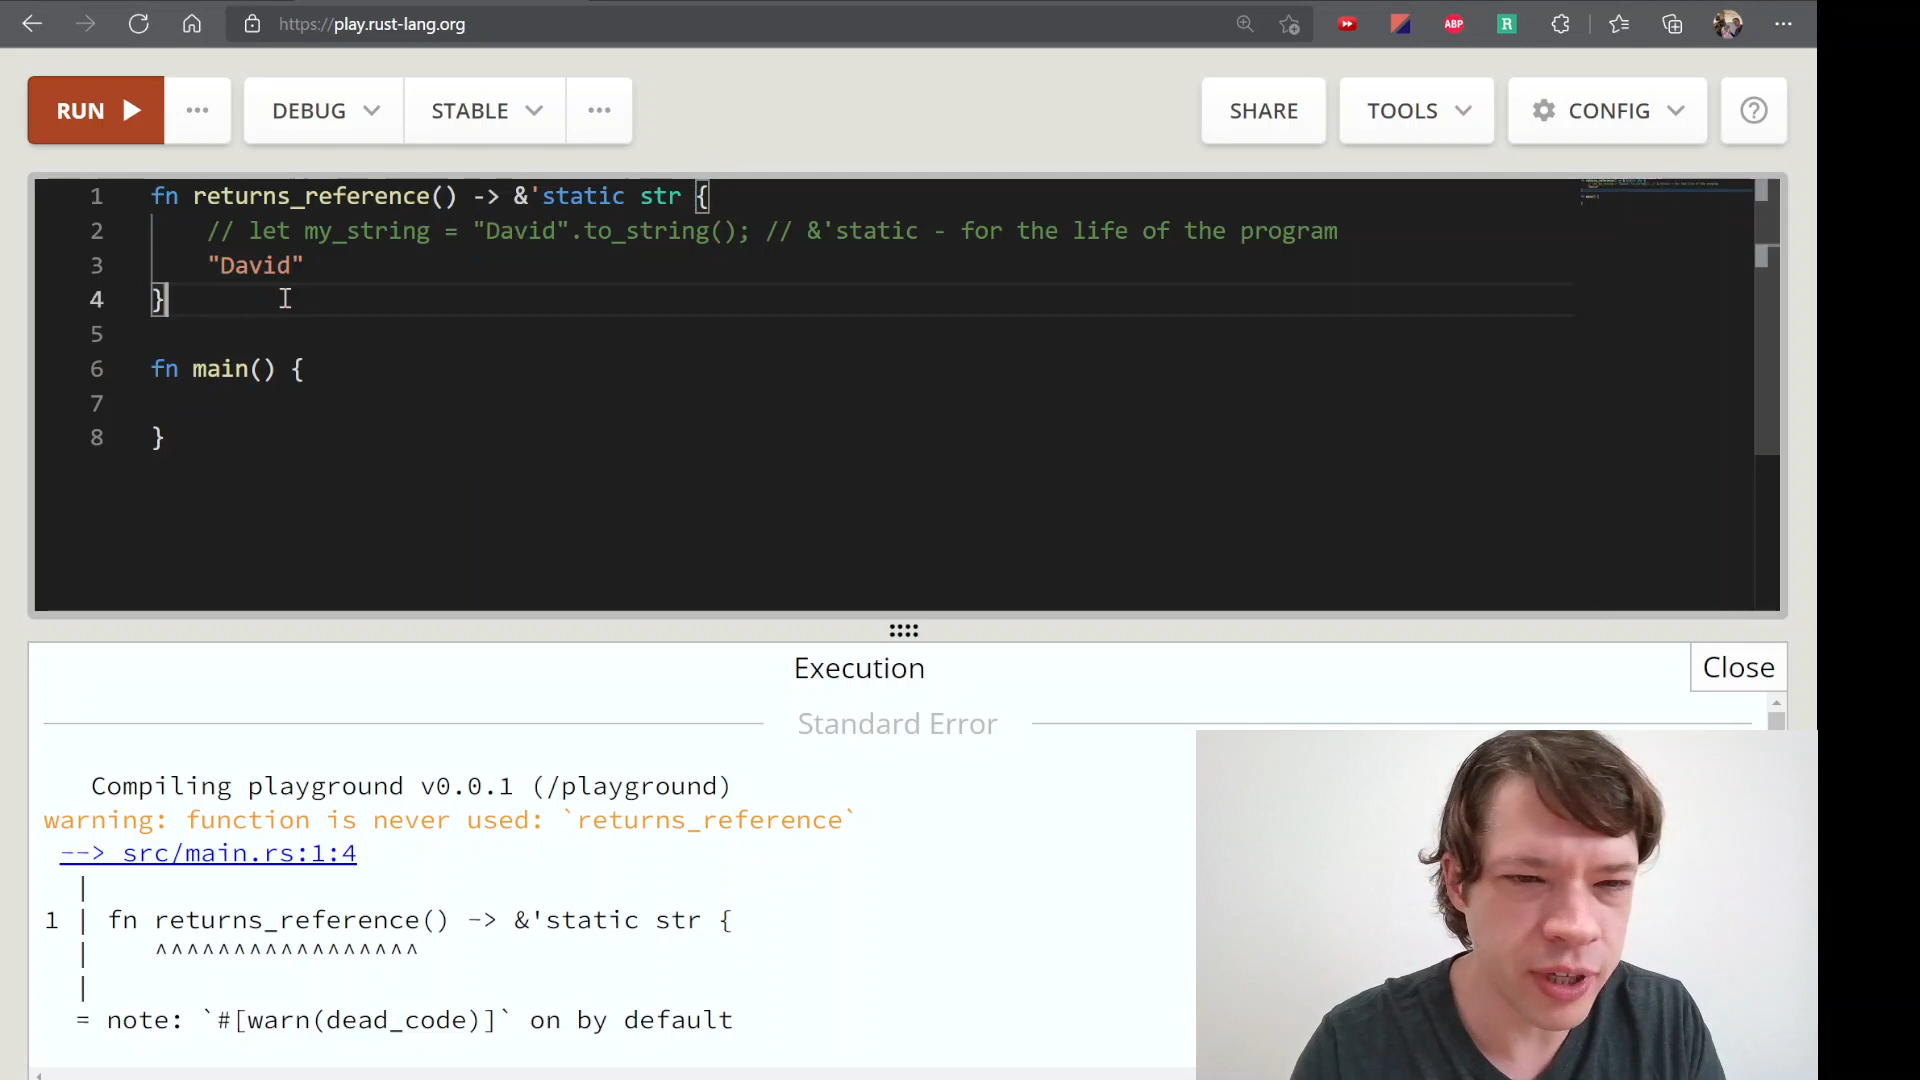 https://play.rust-lang.org
ABP
R
RUN
DEBUG
STABLE
SHARE
TOOLS
CONFIG
1 fn returns_reference() -> &'static str {
2 // let my_string = "David".to_string(); // &'static - for the life of the program
3 "David"
4 }
5
6 fn main() {
7
8 }
Execution
Close
Standard Error
Compiling playground v0.0.1 (/playground)
warning: function is never used: `returns_reference`
--> src/main.rs:1:4
|
1 | fn returns_reference() -> &'static str {
| ^^^^^^^^^^^^^^^^^
|
= note: `#[warn(dead_code)]` on by default